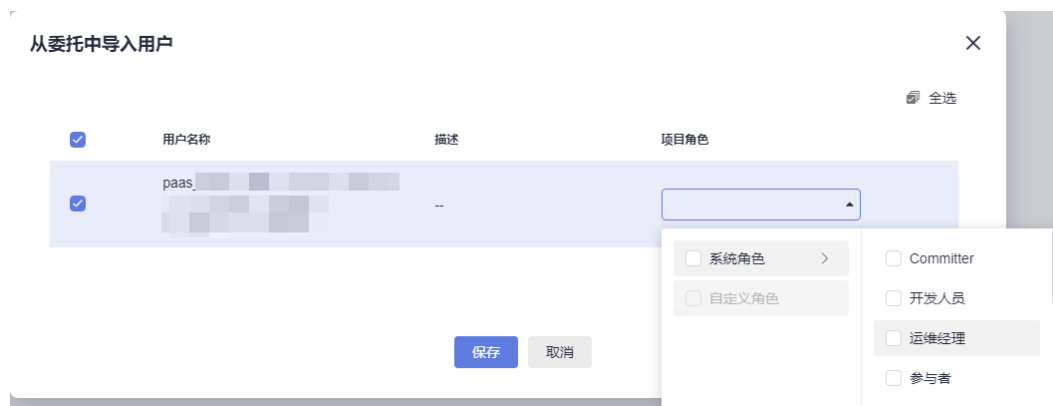 从委托中导入用户
全选
用户名称 描述 项目角色
paas_
--
系统角色
自定义角色
Committer
开发人员
运维经理
参与者
保存 取消